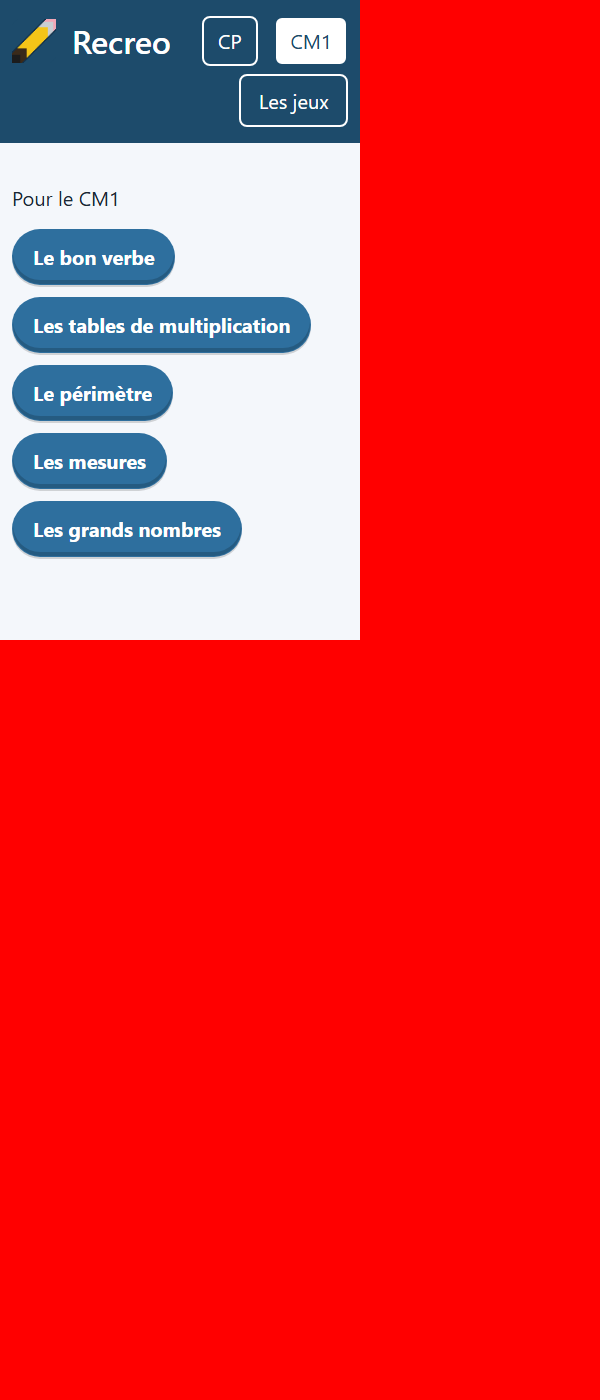 Recreo
CP
CM1
Les jeux
Pour le CM1
Le bon verbe
Les tables de multiplication
Le périmètre
Les mesures
Les grands nombres